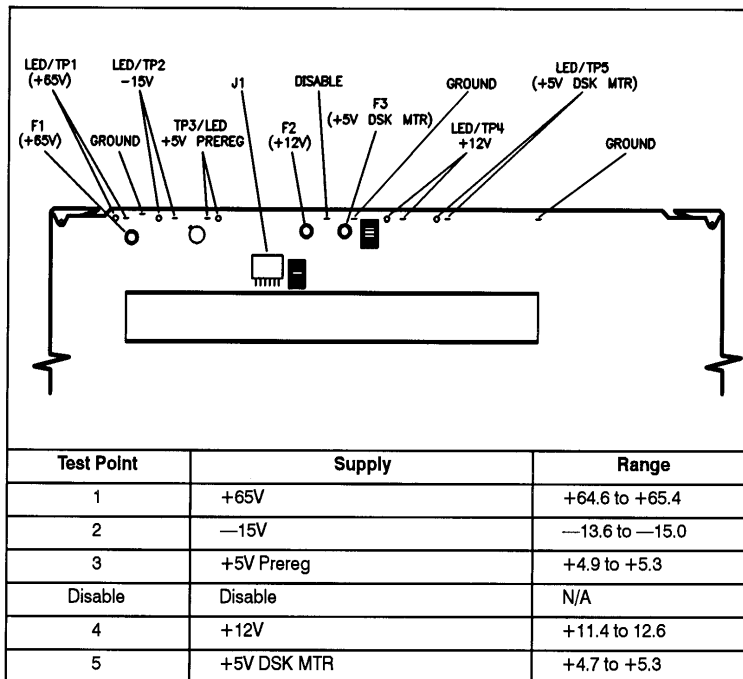 LED/TP1
(+65V)
LED/TP2
-15V
J1
DISABLE
GROUND
LED/TP5
(+5V DSK MTR)
F1
(+65V)
GROUND
TP3/LED
+5V PREREG
F2
(+12V)
F3
(+5V DSK MTR)
LED/TP4
+12V
GROUND
Test Point Supply Range
1 +65V +64.6 to +65.4
2 —15V —13.6 to —15.0
3 +5V Prereg +4.9 to +5.3
Disable Disable N/A
4 +12V +11.4 to 12.6
5 +5V DSK MTR +4.7 to +5.3